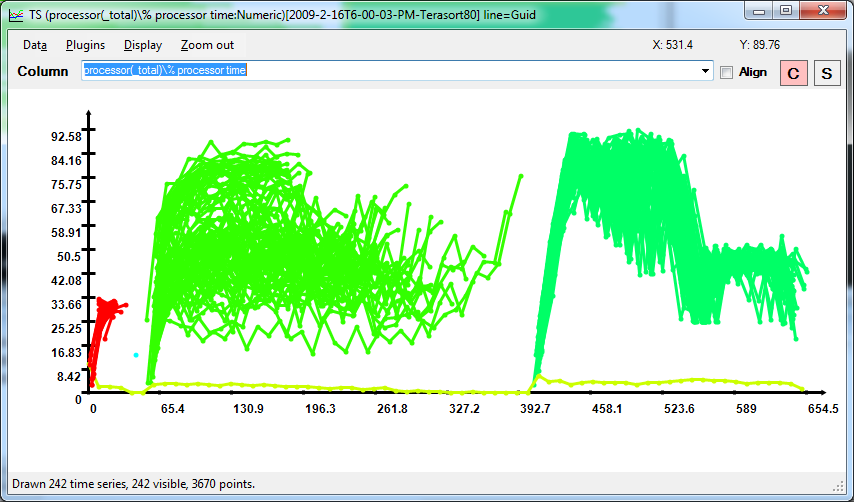 TS (processor(_total)\% processor time:Numeric)[2009-2-16T6-00-03-PM-Terasort80] line=Guid
Data Plugins Display Zoom out X: 531.4 Y: 89.76
Column processor(_total)\% processor time Align C S
92.58
84.16
75.75
67.33
58.91
50.5
42.08
33.66
25.25
16.83
8.42
0
0 65.4 130.9 196.3 261.8 327.2 392.7 458.1 523.6 589 654.5
Drawn 242 time series, 242 visible, 3670 points.